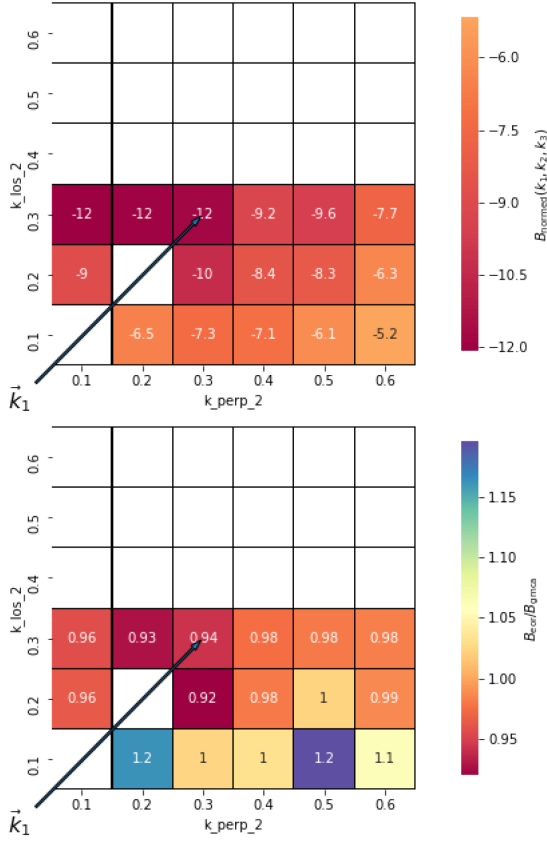 0.6
0.5
0.4
0.3
0.2
0.1
k_los_2
-12 -12 -12 -9.2 -9.6 -7.7
-9 -10 -8.4 -8.3 -6.3
-6.5 -7.3 -7.1 -6.1 -5.2
0.1 0.2 0.3 0.4 0.5 0.6
k_perp_2
k⃗₁
−6.0
−7.5
−9.0
−10.5
−12.0
B_normed(k₁, k₂, k₃)
0.6
0.5
0.4
0.3
0.2
0.1
k_los_2
0.96 0.93 0.94 0.98 0.98 0.98
0.96 0.92 0.98 1 0.99
1.2 1 1 1.2 1.1
0.1 0.2 0.3 0.4 0.5 0.6
k_perp_2
k⃗₁
1.15
1.10
1.05
1.00
0.95
B_eor/B_gmca